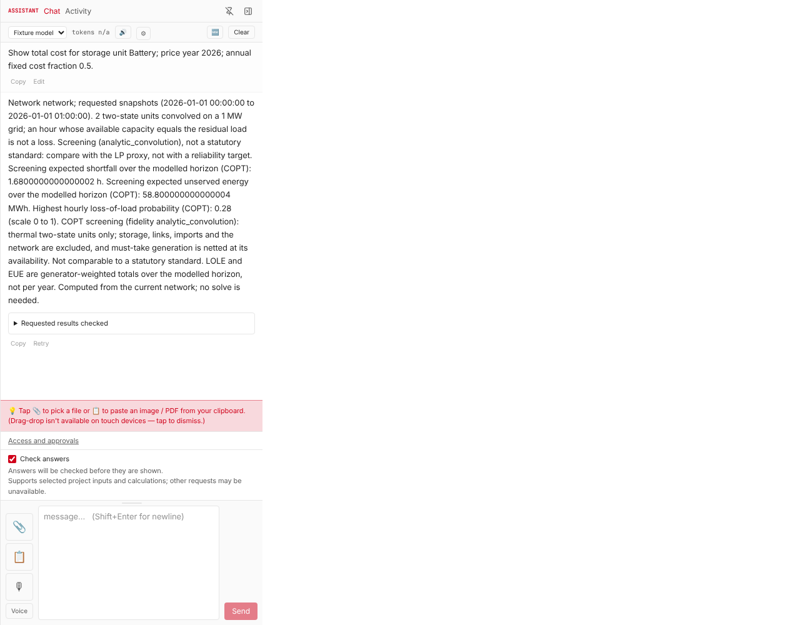 ASSISTANT Chat Activity
Fixture model tokens n/a Clear
Show total cost for storage unit Battery; price year 2026; annual
fixed cost fraction 0.5.
Copy Edit
Network network; requested snapshots (2026-01-01 00:00:00 to
2026-01-01 01:00:00). 2 two-state units convolved on a 1 MW
grid; an hour whose available capacity equals the residual load
is not a loss. Screening (analytic_convolution), not a statutory
standard: compare with the LP proxy, not with a reliability target.
Screening expected shortfall over the modelled horizon (COPT):
1.6800000000000002 h. Screening expected unserved energy
over the modelled horizon (COPT): 58.800000000000004
MWh. Highest hourly loss-of-load probability (COPT): 0.28
(scale 0 to 1). COPT screening (fidelity analytic_convolution):
thermal two-state units only; storage, links, imports and the
network are excluded, and must-take generation is netted at its
availability. Not comparable to a statutory standard. LOLE and
EUE are generator-weighted totals over the modelled horizon,
not per year. Computed from the current network; no solve is
needed.
Requested results checked
Copy Retry
💡 Tap 📎 to pick a file or 📋 to paste an image / PDF from your clipboard.
(Drag-drop isn't available on touch devices — tap to dismiss.)
Access and approvals
Check answers
Answers will be checked before they are shown.
Supports selected project inputs and calculations; other requests may be
unavailable.
message... (Shift+Enter for newline)
Voice
Send